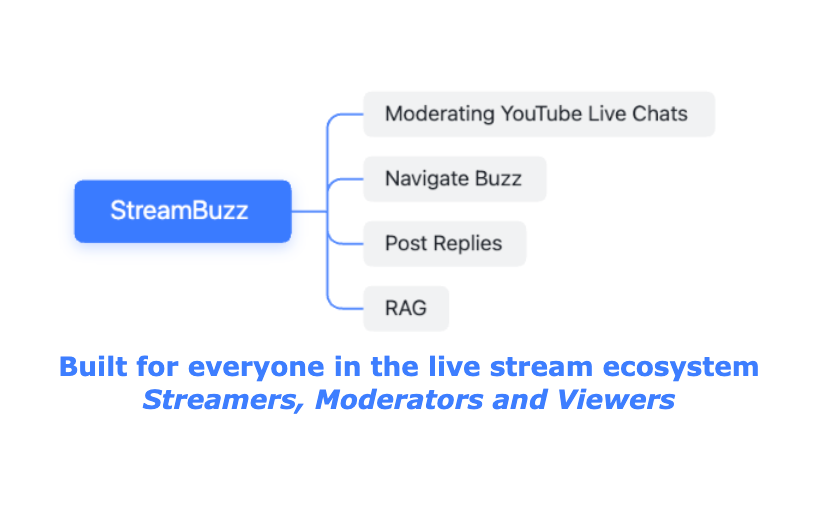 StreamBuzz
Moderating YouTube Live Chats
Navigate Buzz
Post Replies
RAG
Built for everyone in the live stream ecosystem
Streamers, Moderators and Viewers